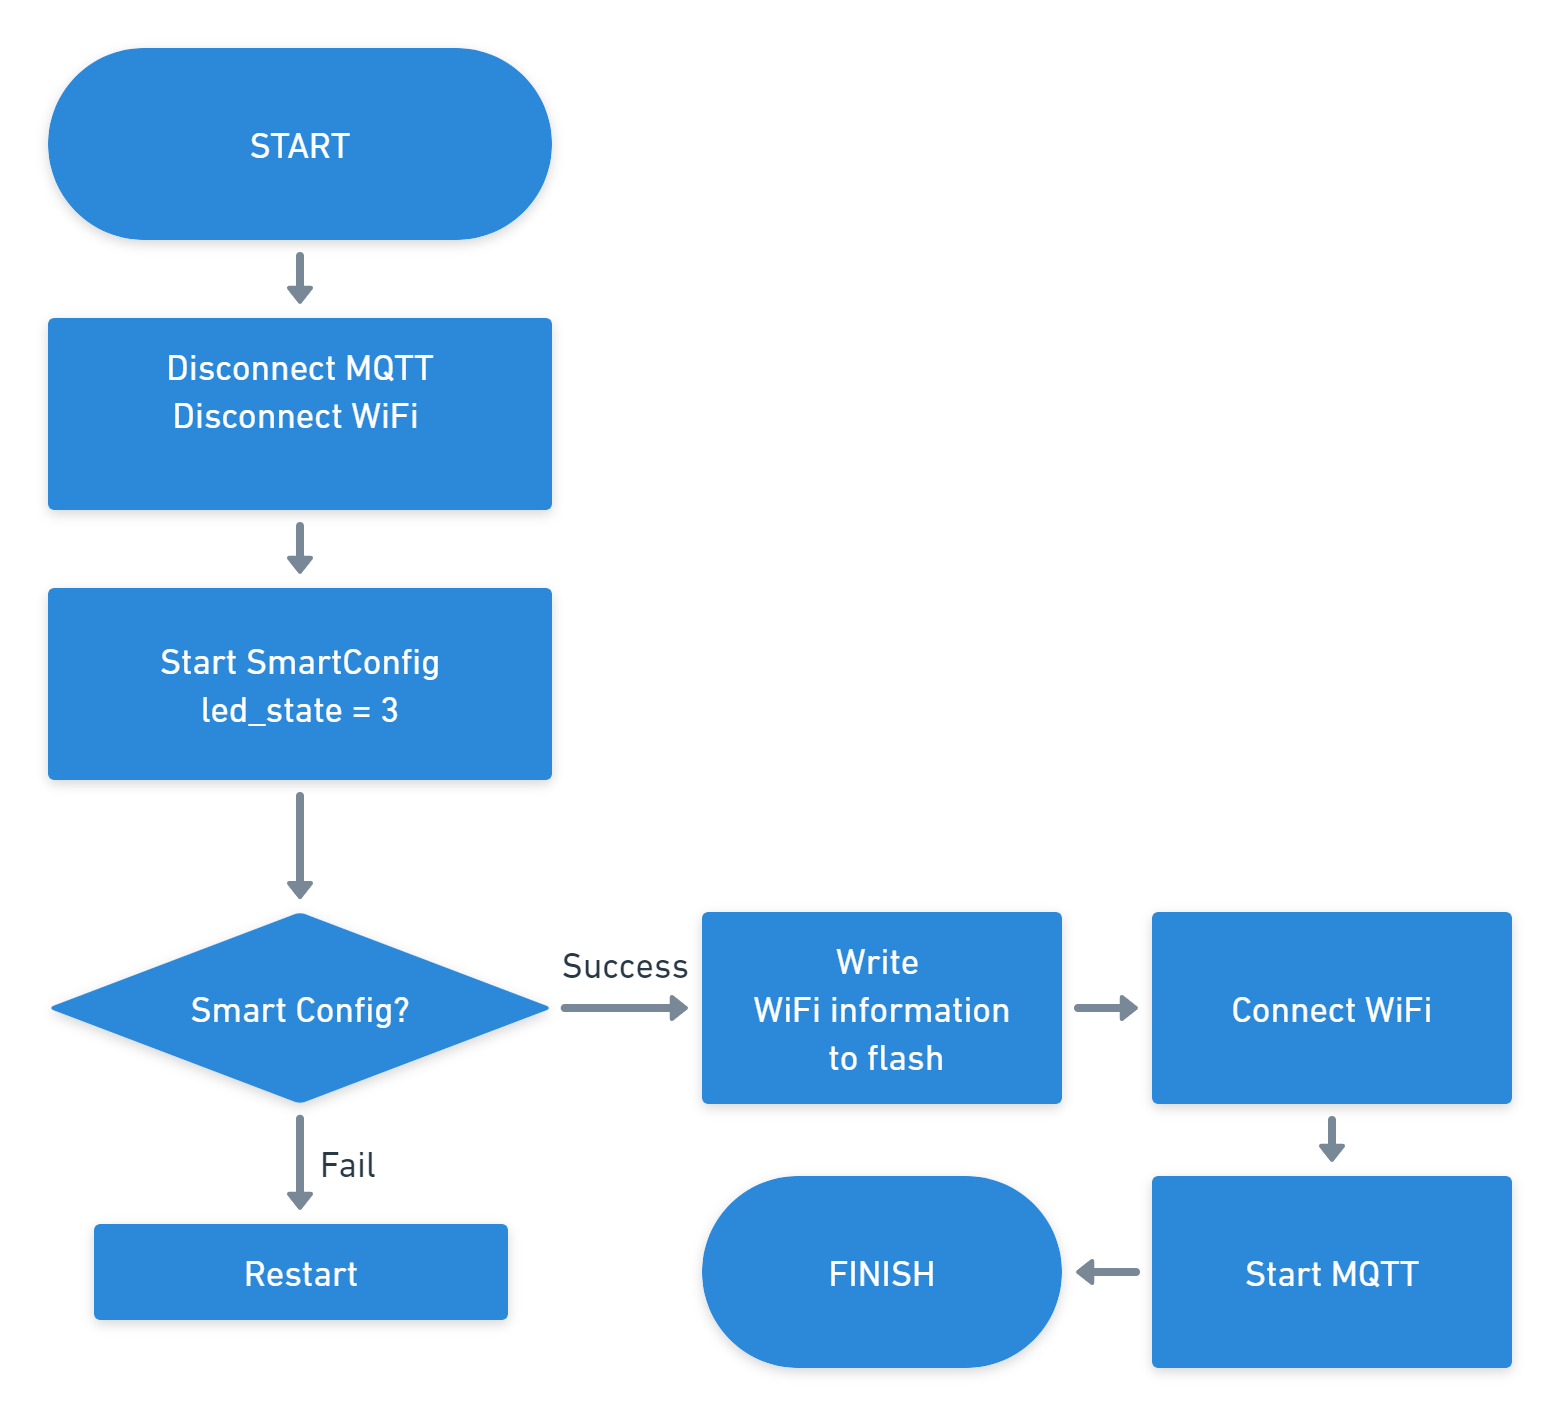 START
Disconnect MQTT
Disconnect WiFi
Start SmartConfig
led_state = 3
Smart Config?
Success
Write
WiFi information
to flash
Connect WiFi
Fail
Restart
FINISH
Start MQTT